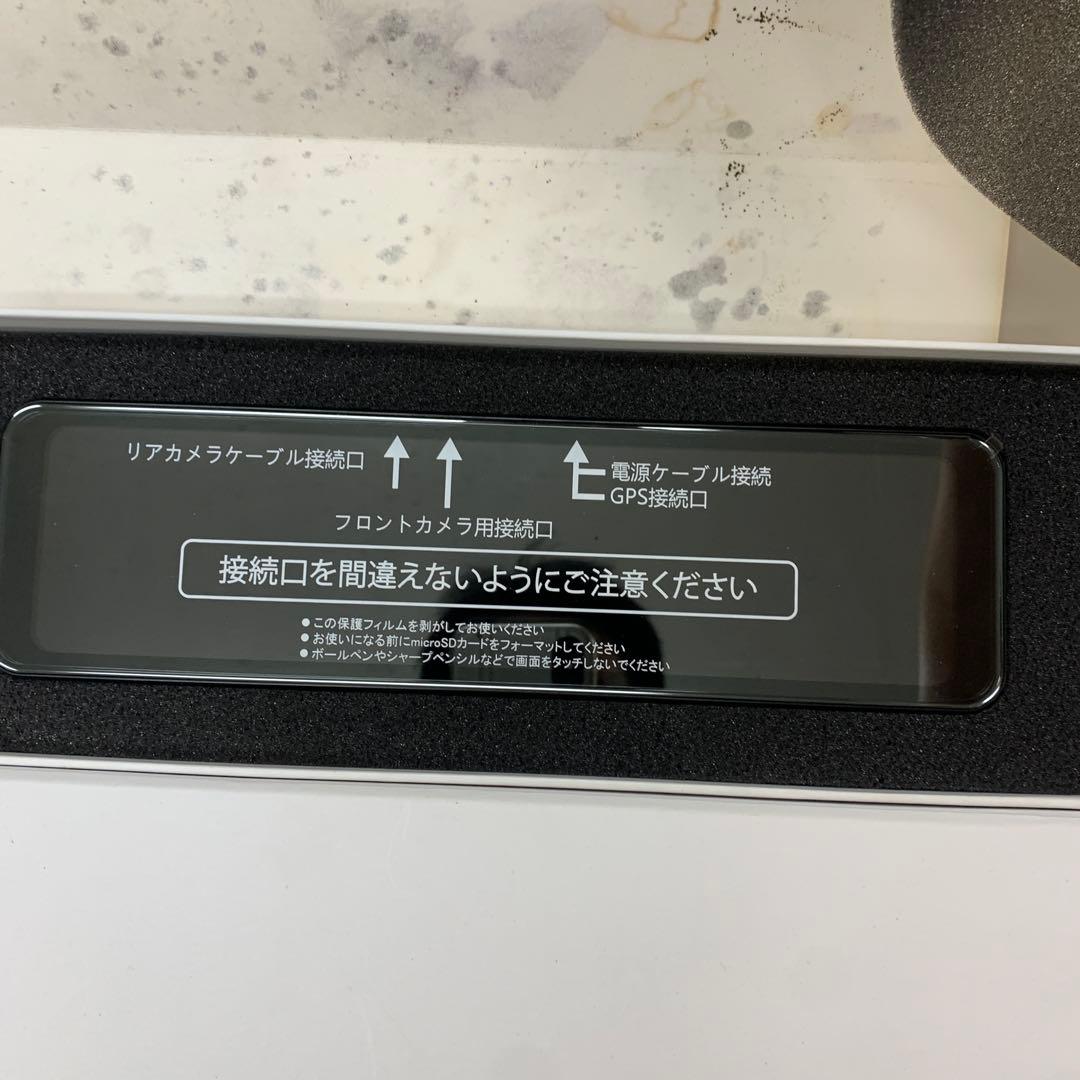 リアカメラケーブル接続口
電源ケーブル接続
GPS接続口
フロントカメラ用接続口
接続口を間違えないようにご注意ください
●この保護フィルムを剥がしてお使いください
●お使いになる前にmicroSDカードをフォーマットしてください
●ボールペンやシャープペンシルなどで画面をタッチしないでください